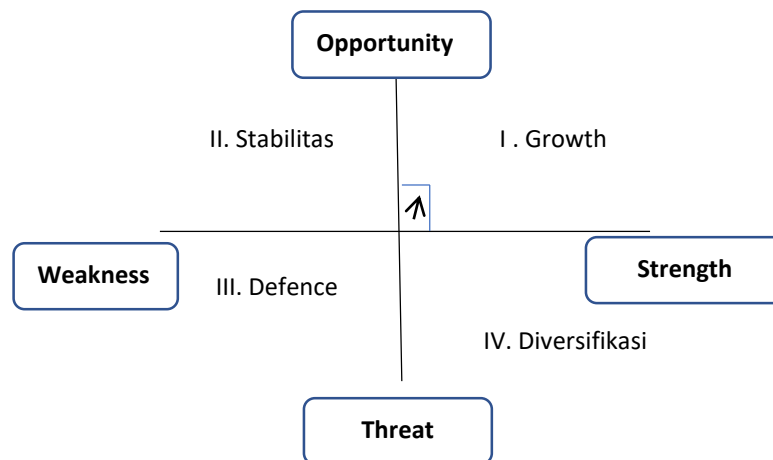 Opportunity
II. Stabilitas
I . Growth
Weakness
Strength
III. Defence
IV. Diversifikasi
Threat